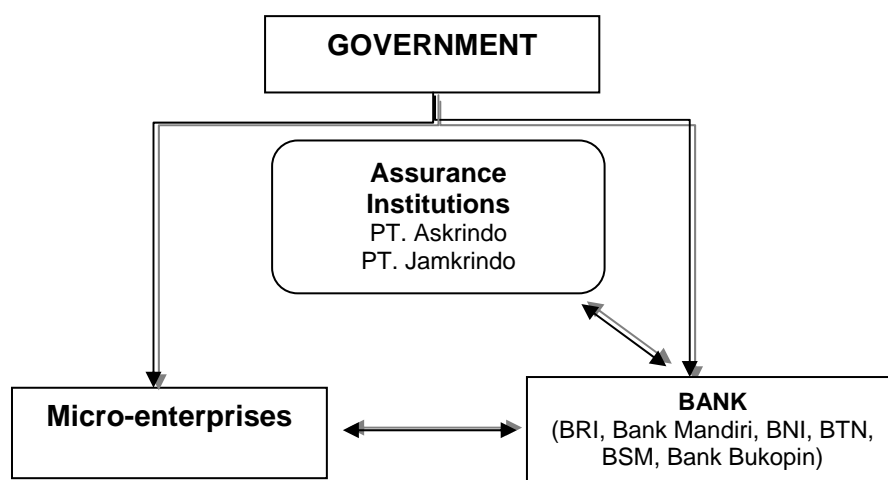 GOVERNMENT
Assurance
Institutions
PT. Askrindo
PT. Jamkrindo
Micro-enterprises
BANK
(BRI, Bank Mandiri, BNI, BTN,
BSM, Bank Bukopin)